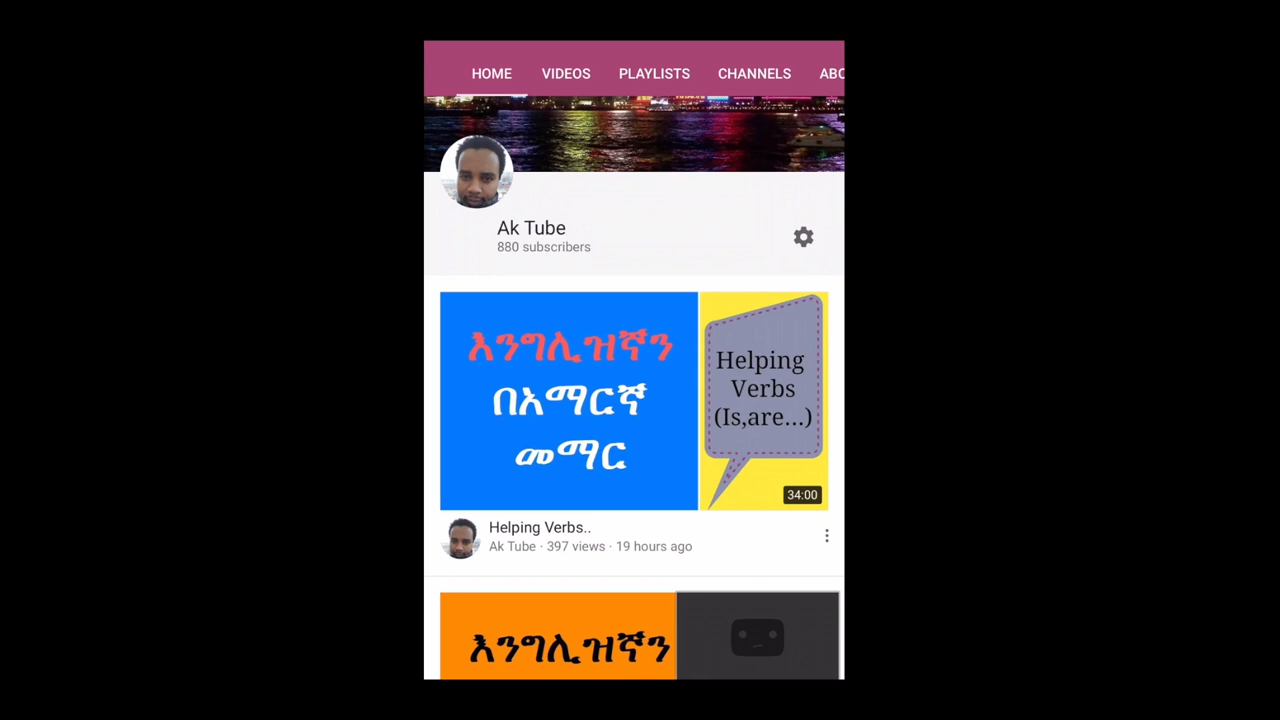 HOME VIDEOS PLAYLISTS CHANNELS ABO
Ak Tube
880 subscribers
እንግሊዝኛን
በአማርኛ
መማር
Helping
Verbs
(Is,are...)
34:00
Helping Verbs..
Ak Tube · 397 views · 19 hours ago
እንግሊዝኛን